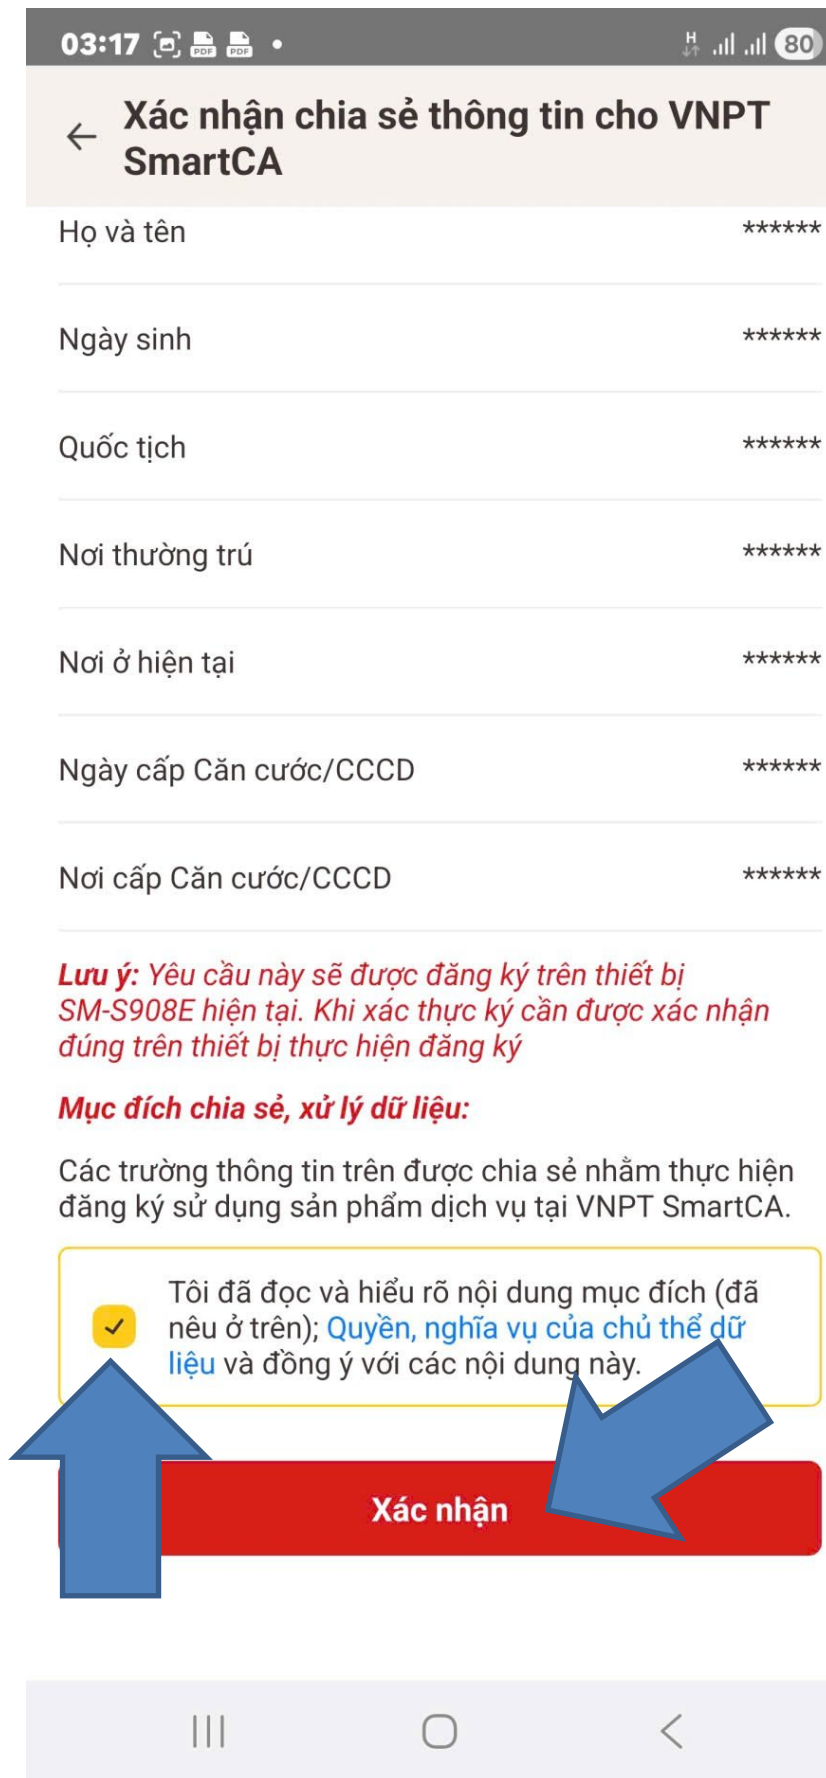 03:17 PDF PDF H 80
Xác nhận chia sẻ thông tin cho VNPT
SmartCA
Họ và tên ******
Ngày sinh ******
Quốc tịch ******
Nơi thường trú ******
Nơi ở hiện tại ******
Ngày cấp Căn cước/CCCD ******
Nơi cấp Căn cước/CCCD ******
Lưu ý: Yêu cầu này sẽ được đăng ký trên thiết bị
SM-S908E hiện tại. Khi xác thực ký cần được xác nhận
đúng trên thiết bị thực hiện đăng ký
Mục đích chia sẻ, xử lý dữ liệu:
Các trường thông tin trên được chia sẻ nhằm thực hiện
đăng ký sử dụng sản phẩm dịch vụ tại VNPT SmartCA.
Tôi đã đọc và hiểu rõ nội dung mục đích (đã
nêu ở trên); Quyền, nghĩa vụ của chủ thể dữ
liệu và đồng ý với các nội dung này.
Xác nhận